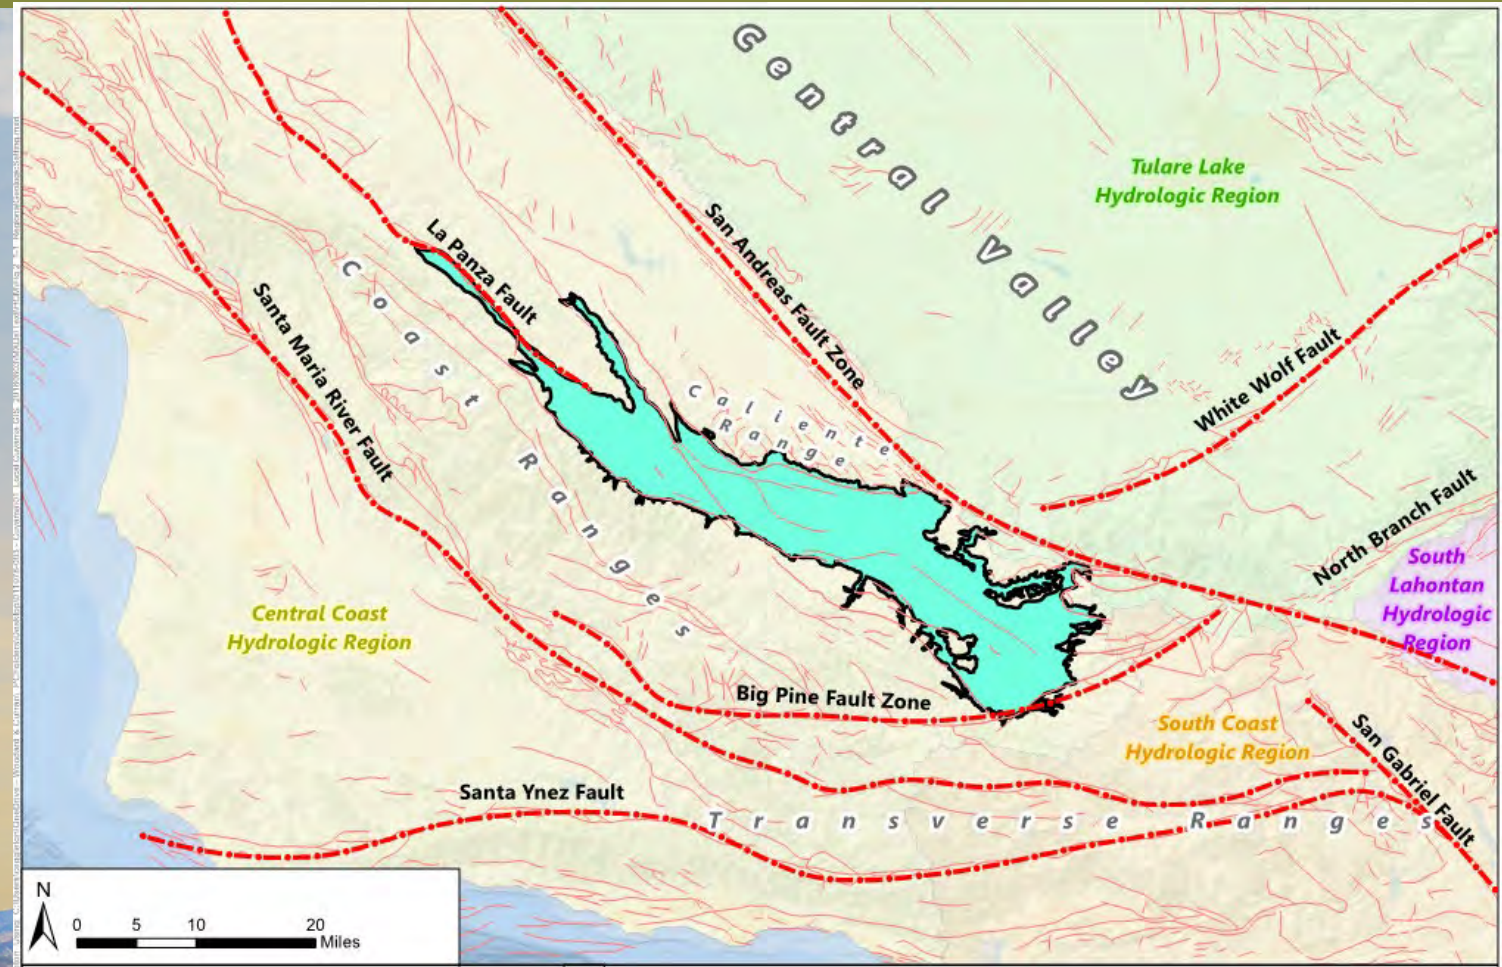 Central Valley
Tulare Lake
Hydrologic Region
San Andreas Fault Zone
La Panza Fault
Coast Ranges
Santa Maria River Fault
White Wolf Fault
Caliente
Range
North Branch Fault
South
Lahontan
Hydrologic
Region
Central Coast
Hydrologic Region
Big Pine Fault Zone
South Coast
Hydrologic Region
San Gabriel Fault
Santa Ynez Fault
Transverse Ranges
N
0 5 10 20
Miles